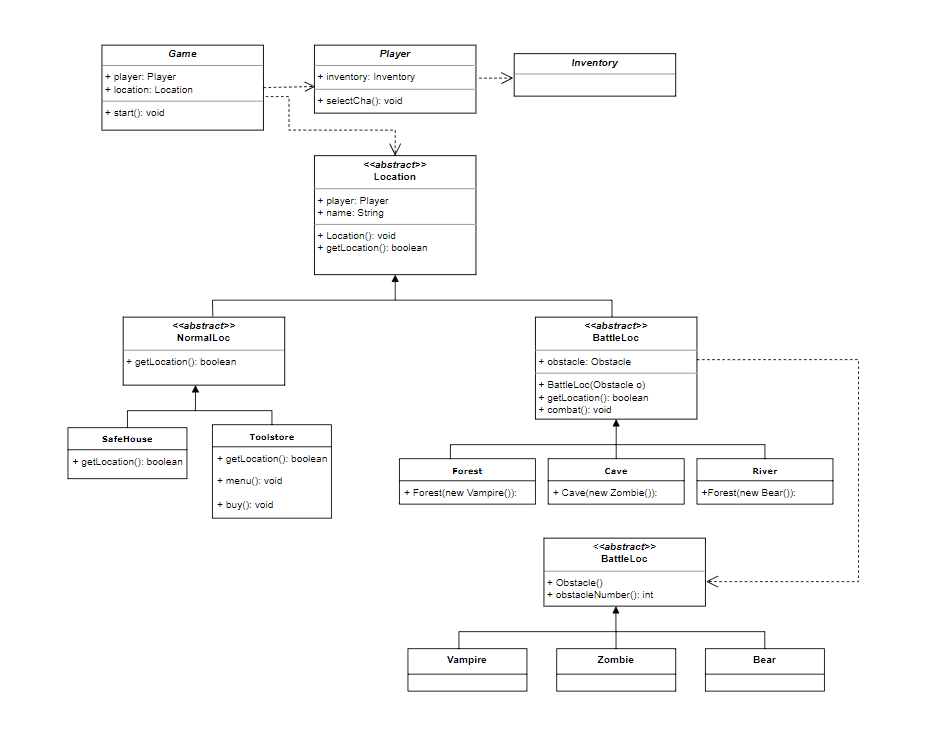 Game
+ player: Player
+ location: Location
+ start(): void
Player
+ inventory: Inventory
+ selectCha(): void
Inventory
<<abstract>>
Location
+ player: Player
+ name: String
+ Location(): void
+ getLocation(): boolean
<<abstract>>
NormalLoc
+ getLocation(): boolean
<<abstract>>
BattleLoc
+ obstacle: Obstacle
+ BattleLoc(Obstacle o)
+ getLocation(): boolean
+ combat(): void
SafeHouse
+ getLocation(): boolean
Toolstore
+ getLocation(): boolean
+ menu(): void
+ buy(): void
Forest
+ Forest(new Vampire()):
Cave
+ Cave(new Zombie()):
River
+Forest(new Bear()):
<<abstract>>
BattleLoc
+ Obstacle()
+ obstacleNumber(): int
Vampire
Zombie
Bear